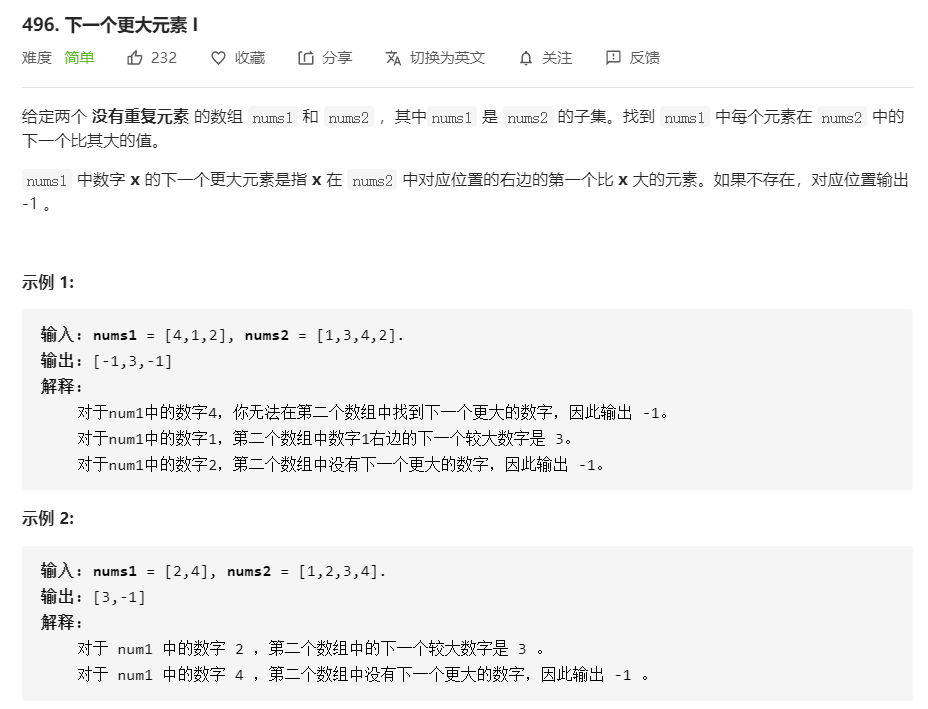 496. 下一个更大元素 I
难度 简单 232 收藏 分享 切换为英文 关注 反馈
给定两个 没有重复元素 的数组 nums1 和 nums2 ，其中 nums1 是 nums2 的子集。找到 nums1 中每个元素在 nums2 中的
下一个比其大的值。
nums1 中数字 x 的下一个更大元素是指 x 在 nums2 中对应位置的右边的第一个比 x 大的元素。如果不存在，对应位置输出
-1 。
示例 1:
输入: nums1 = [4,1,2], nums2 = [1,3,4,2].
输出: [-1,3,-1]
解释:
对于num1中的数字4，你无法在第二个数组中找到下一个更大的数字，因此输出 -1。
对于num1中的数字1，第二个数组中数字1右边的下一个较大数字是 3。
对于num1中的数字2，第二个数组中没有下一个更大的数字，因此输出 -1。
示例 2:
输入: nums1 = [2,4], nums2 = [1,2,3,4].
输出: [3,-1]
解释:
对于 num1 中的数字 2 ，第二个数组中的下一个较大数字是 3 。
对于 num1 中的数字 4 ，第二个数组中没有下一个更大的数字，因此输出 -1 。